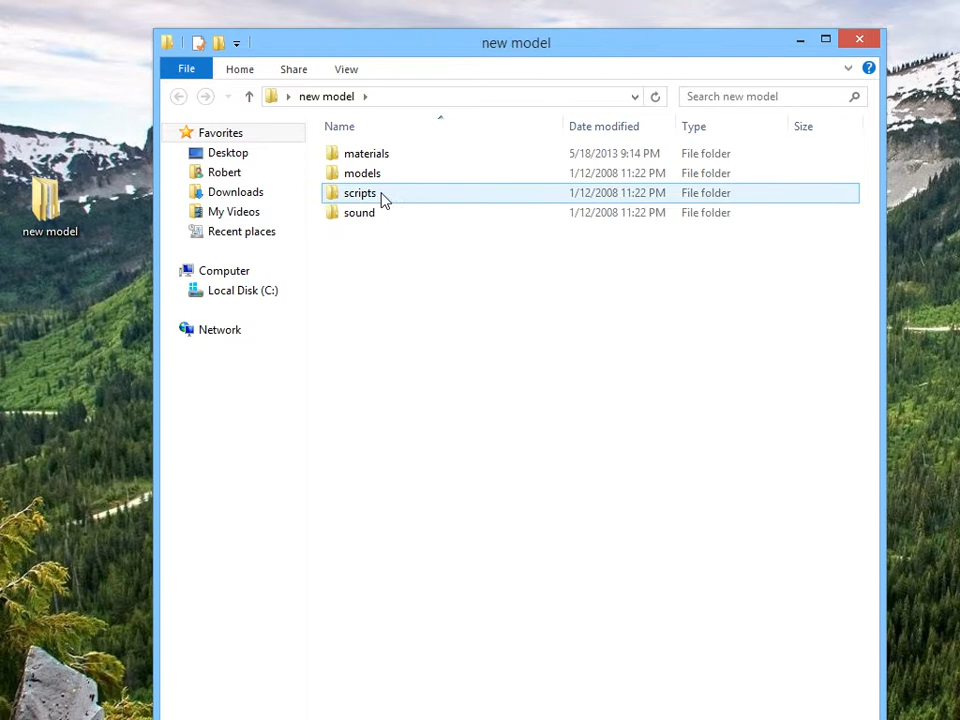 new model
File Home Share View
new model Search new model
Name Date modified Type Size
Favorites
Desktop
Robert
Downloads
My Videos
Recent places
Computer
Local Disk (C:)
Network
materials 5/18/2013 9:14 PM File folder
models 1/12/2008 11:22 PM File folder
scripts 1/12/2008 11:22 PM File folder
sound 1/12/2008 11:22 PM File folder
new model